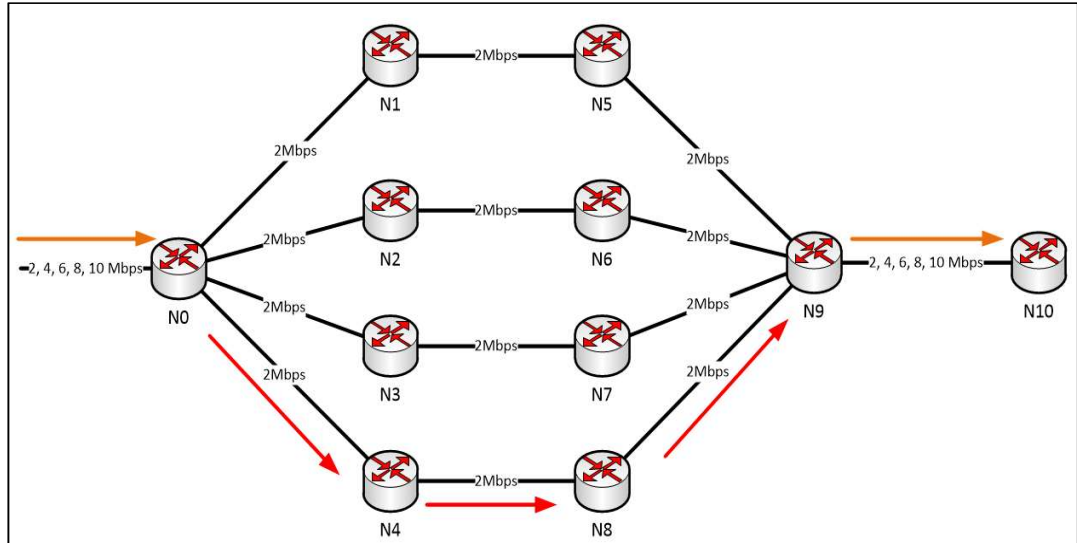 2Mbps
N1
N5
2Mbps
2Mbps
2Mbps
2Mbps
2Mbps
N2
N6
2, 4, 6, 8, 10 Mbps
2, 4, 6, 8, 10 Mbps
N0
N9
N10
2Mbps
2Mbps
2Mbps
N3
N7
2Mbps
2Mbps
2Mbps
N4
N8